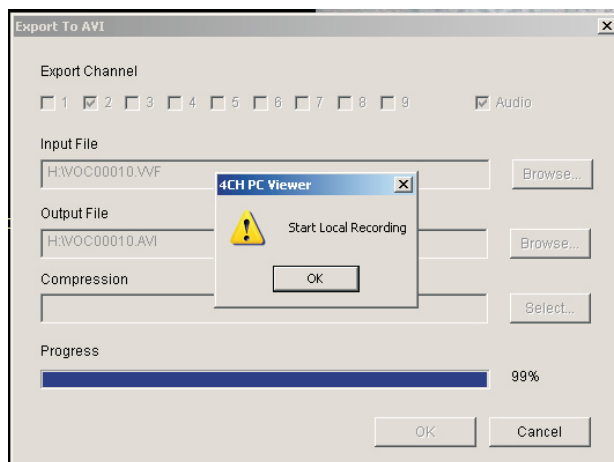 Export To AVI
Export Channel
1 2 3 4 5 6 7 8 9 Audio
Input File
H:\VOC00010.VVF Browse...
4CH PC Viewer
Start Local Recording
OK
Output File
H:\VOC00010.AVI Browse...
Compression
Select...
Progress
99%
OK Cancel